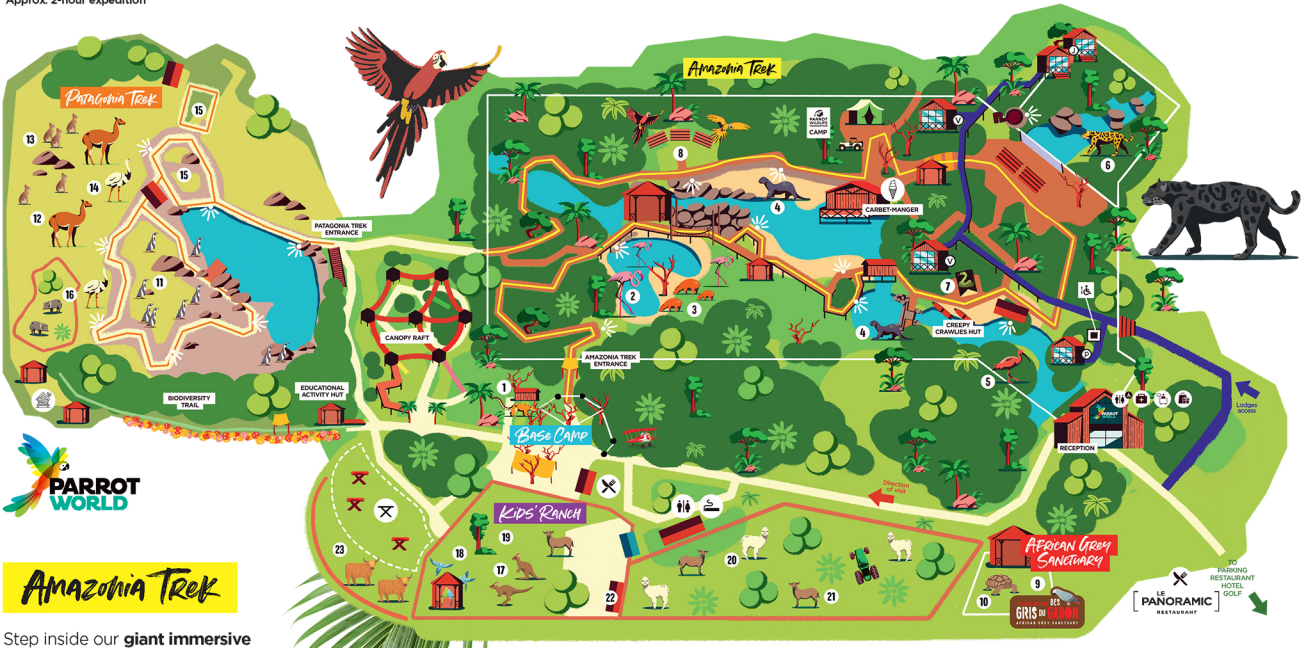 Approx. 2-hour expedition
PATAGONIA TREK
AMAZONIA TREK
13
15
14
15
12
16
11
PATAGONIA TREK
ENTRANCE
8
PARROT
CAMP
V
J
6
4
CARBET-MANGER
2
3
V
7
4
CREEPY
CRAWLIES HUT
P
5
CANOPY RAFT
AMAZONIA TREK
ENTRANCE
1
BIODIVERSITY
TRAIL
EDUCATIONAL
ACTIVITY HUT
BASE CAMP
Lodges
access
PARROT
WORLD
RECEPTION
PARROT
WORLD
Direction
of visit
KIDS' RANCH
23
19
18
17
22
20
21
AFRICAN GREY
SANCTUARY
9
10
DES
GRIS DU GABON
AFRICAN GREY SANCTUARY
LE
PANORAMIC
RESTAURANT
TO
PARKING
RESTAURANT
HOTEL
GOLF
AMAZONIA TREK
Step inside our giant immersive